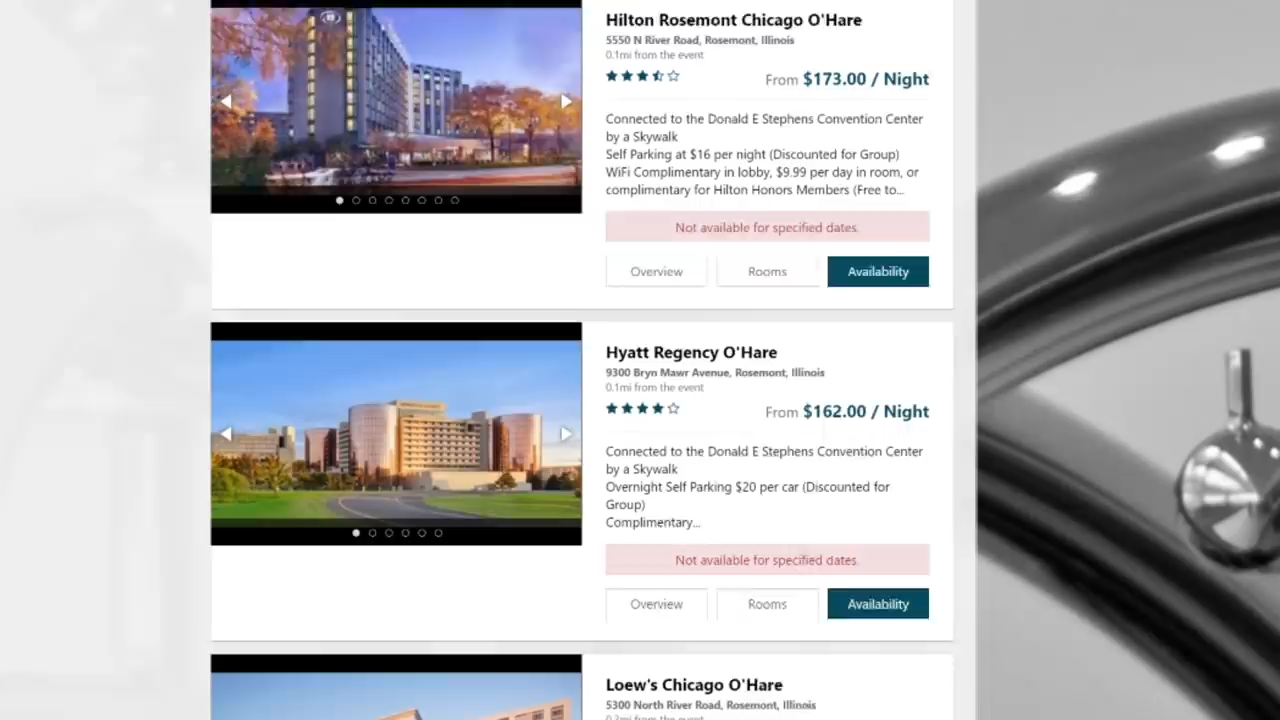 Hilton Rosemont Chicago O'Hare
5550 N River Road, Rosemont, Illinois
0.1mi from the event
From $173.00 / Night
Connected to the Donald E Stephens Convention Center
by a Skywalk
Self Parking at $16 per night (Discounted for Group)
WiFi Complimentary in lobby, $9.99 per day in room, or
complimentary for Hilton Honors Members (Free to...
Not available for specified dates.
Overview
Rooms
Availability
Hyatt Regency O'Hare
9300 Bryn Mawr Avenue, Rosemont, Illinois
0.1mi from the event
From $162.00 / Night
Connected to the Donald E Stephens Convention Center
by a Skywalk
Overnight Self Parking $20 per car (Discounted for
Group)
Complimentary...
Not available for specified dates.
Overview
Rooms
Availability
Loew's Chicago O'Hare
5300 North River Road, Rosemont, Illinois
from the event